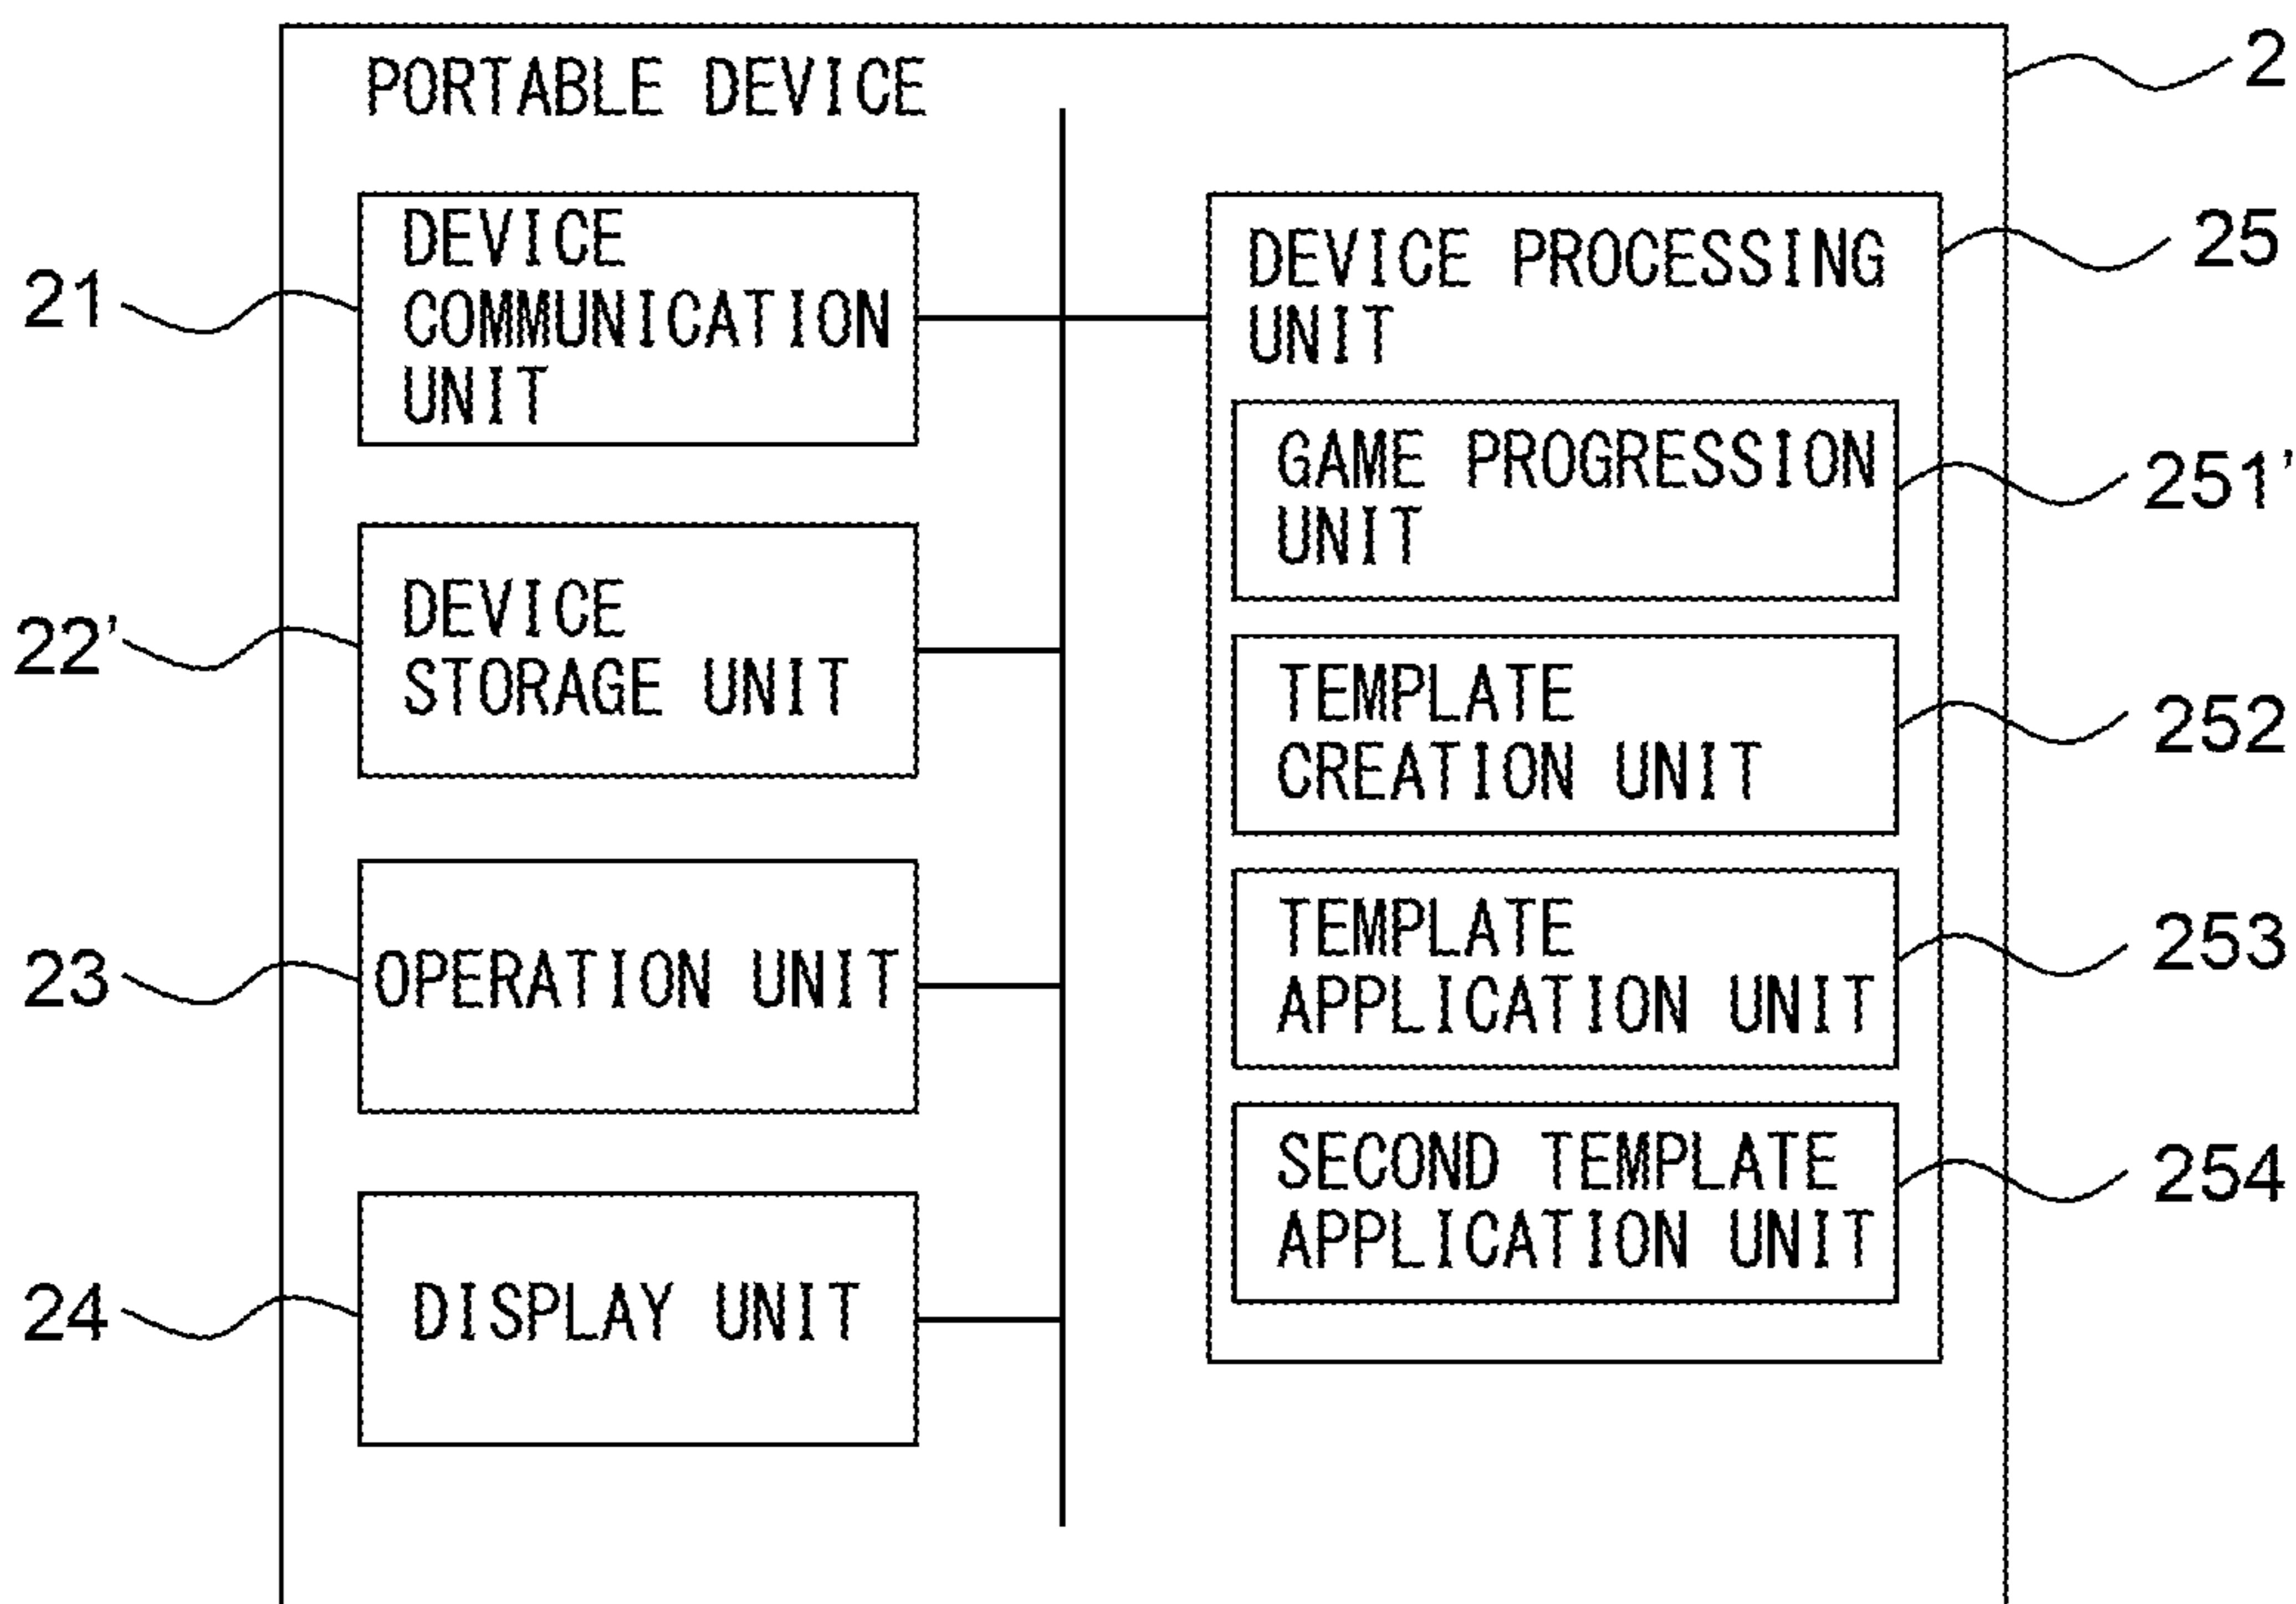 PORTABLE DEVICE
2
21
DEVICE
COMMUNICATION
UNIT
22'
DEVICE
STORAGE UNIT
23
OPERATION UNIT
24
DISPLAY UNIT
DEVICE PROCESSING
UNIT
25
GAME PROGRESSION
UNIT
251'
TEMPLATE
CREATION UNIT
252
TEMPLATE
APPLICATION UNIT
253
SECOND TEMPLATE
APPLICATION UNIT
254